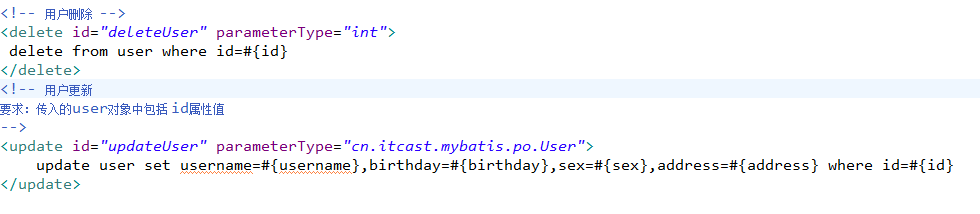 <!-- 用户删除 -->
<delete id="deleteUser" parameterType="int">
 delete from user where id=#{id}
</delete>
<!-- 用户更新
要求：传入的user对象中包括 id属性值
-->
<update id="updateUser" parameterType="cn.itcast.mybatis.po.User">
    update user set username=#{username},birthday=#{birthday},sex=#{sex},address=#{address} where id=#{id}
</update>